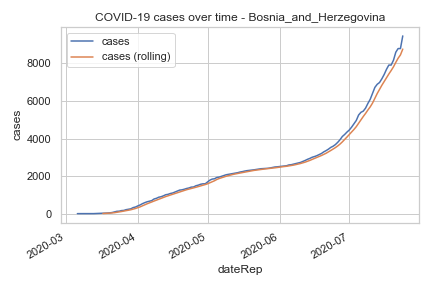 COVID-19 cases over time - Bosnia_and_Herzegovina
cases
cases (rolling)
cases
8000
6000
4000
2000
0
2020-03
2020-04
2020-05
2020-06
2020-07
dateRep